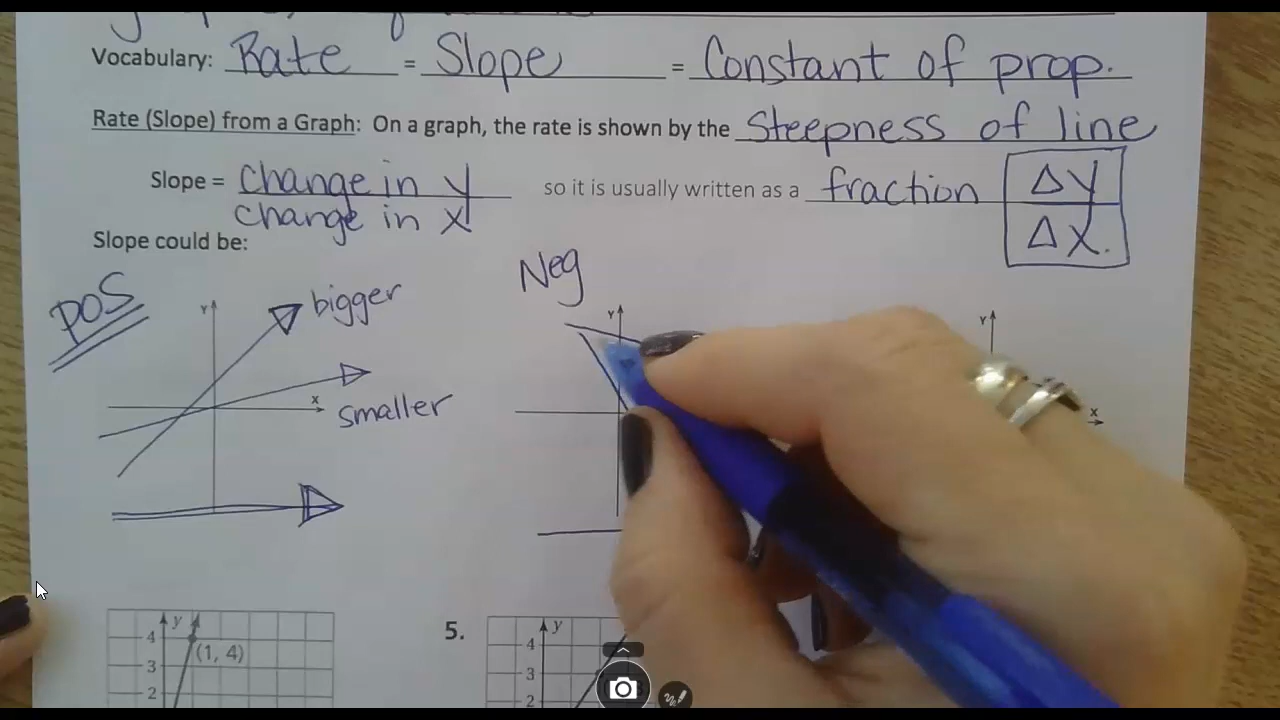 Vocabulary: Rate = Slope = Constant of prop.
Rate (Slope) from a Graph: On a graph, the rate is shown by the Steepness of line
Slope = change in y so it is usually written as a fraction Δy
change in x Δx.
Slope could be:
POS
bigger
Neg
Y
Y
Y
x
smaller
x
y
4
(1, 4)
3
2
5.
y
4
3
2